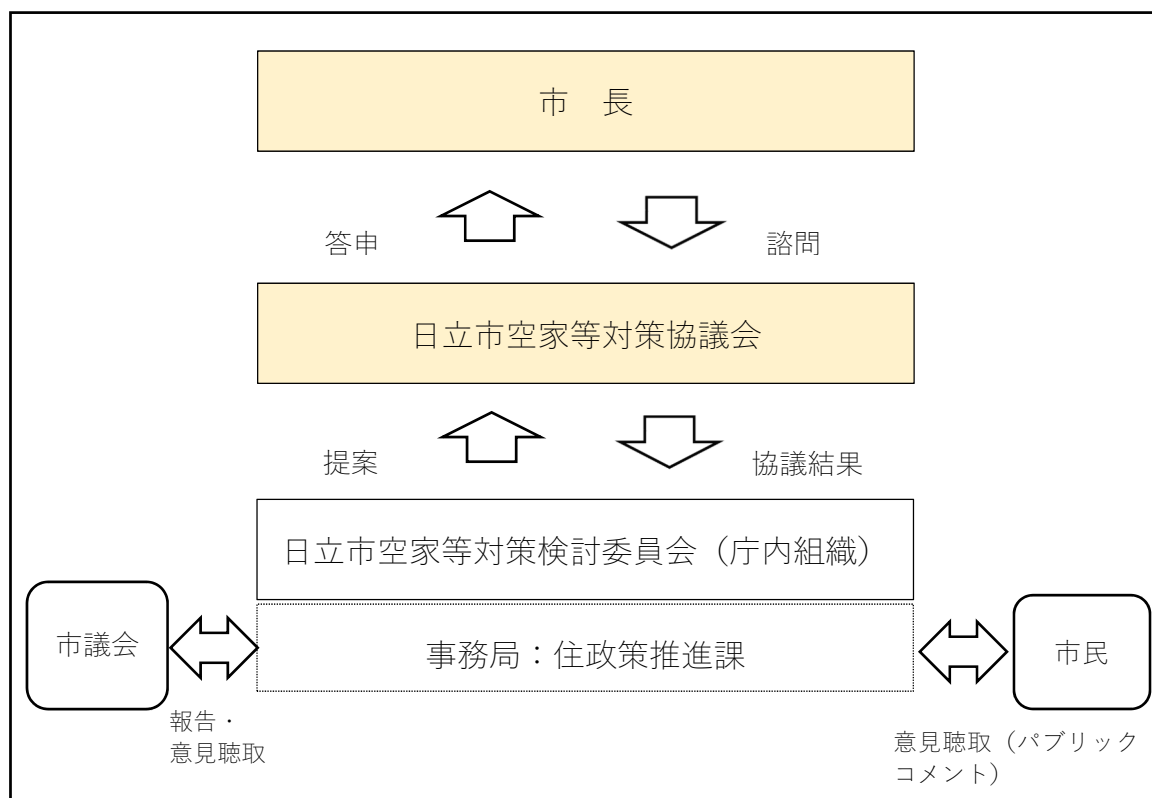 市　長
答申
諮問
日立市空家等対策協議会
提案
協議結果
日立市空家等対策検討委員会（庁内組織）
市議会
事務局：住政策推進課
市民
報告・
意見聴取
意見聴取（パブリック
コメント）